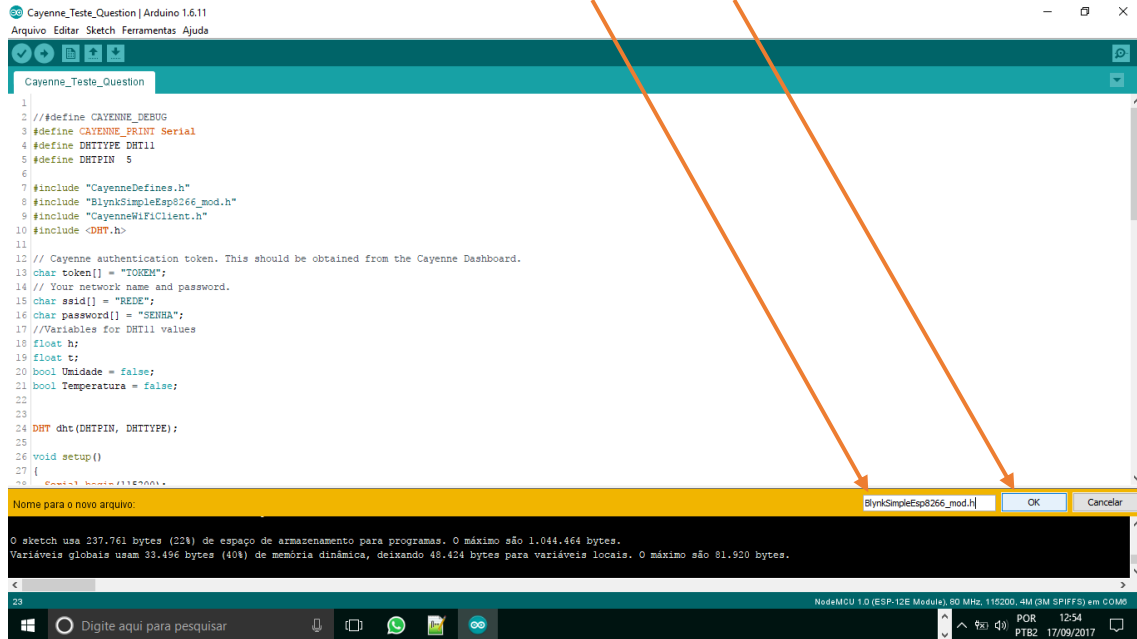 Cayenne_Teste_Question | Arduino 1.6.11
Arquivo Editar Sketch Ferramentas Ajuda
Cayenne_Teste_Question
1
2 //#define CAYENNE_DEBUG
3 #define CAYENNE_PRINT Serial
4 #define DHTTYPE DHT11
5 #define DHTPIN  5
6
7 #include "CayenneDefines.h"
8 #include "BlynkSimpleEsp8266_mod.h"
9 #include "CayenneWiFiClient.h"
10 #include <DHT.h>
11
12 // Cayenne authentication token. This should be obtained from the Cayenne Dashboard.
13 char token[] = "TOKEM";
14 // Your network name and password.
15 char ssid[] = "REDE";
16 char password[] = "SENHA";
17 //Variables for DHT11 values
18 float h;
19 float t;
20 bool Umidade = false;
21 bool Temperatura = false;
22
23
24 DHT dht(DHTPIN, DHTTYPE);
25
26 void setup()
27 {
28 Serial.begin(115200);
Nome para o novo arquivo: BlynkSimpleEsp8266_mod.h OK Cancelar
O sketch usa 237.761 bytes (22%) de espaço de armazenamento para programas. O máximo são 1.044.464 bytes.
Variáveis globais usam 33.496 bytes (40%) de memória dinâmica, deixando 48.424 bytes para variáveis locais. O máximo são 81.920 bytes.
23 NodeMCU 1.0 (ESP-12E Module), 80 MHz, 115200, 4M (3M SPIFFS) em COM6
Digite aqui para pesquisar
POR 12:54
PTB2 17/09/2017